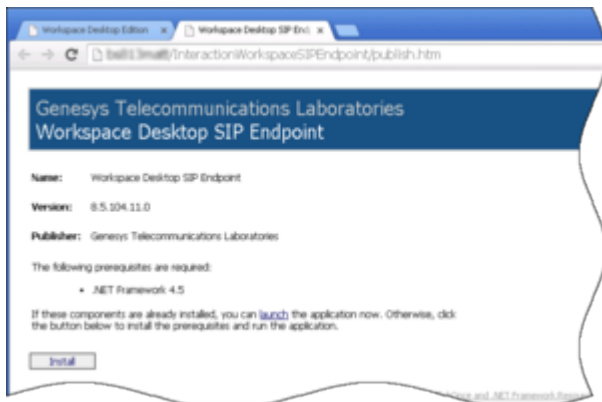 Workspace Desktop Edition
Workspace Desktop SIP End
/InteractionWorkspaceSIPEndpoint/publish.htm
Genesys Telecommunications Laboratories
Workspace Desktop SIP Endpoint
Name: Workspace Desktop SIP Endpoint
Version: 8.5.104.11.0
Publisher: Genesys Telecommunications Laboratories
The following prerequisites are required:
• .NET Framework 4.5
If these components are already installed, you can launch the application now. Otherwise, click
the button below to install the prerequisites and run the application.
Install
and .NET Framework